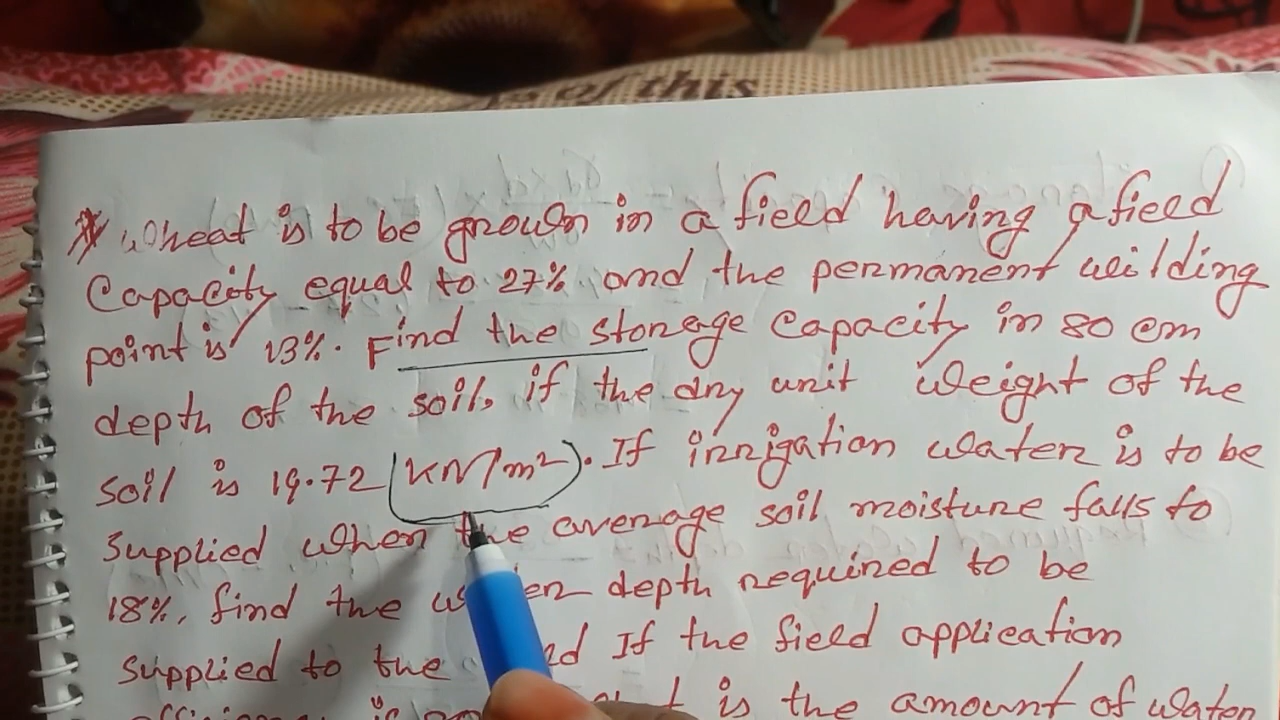 of this
Wheat is to be grown in a field having a field
Capacity equal to 27% and the permanent wilding
point is 13%. Find the storage capacity in 80 cm
depth of the soil, if the dry unit weight of the
soil is 19.72 (KN/m²). If irrigation water is to be
supplied when the average soil moisture falls to
18%, find the depth required to be
supplied to the If the field application
is the amount of water